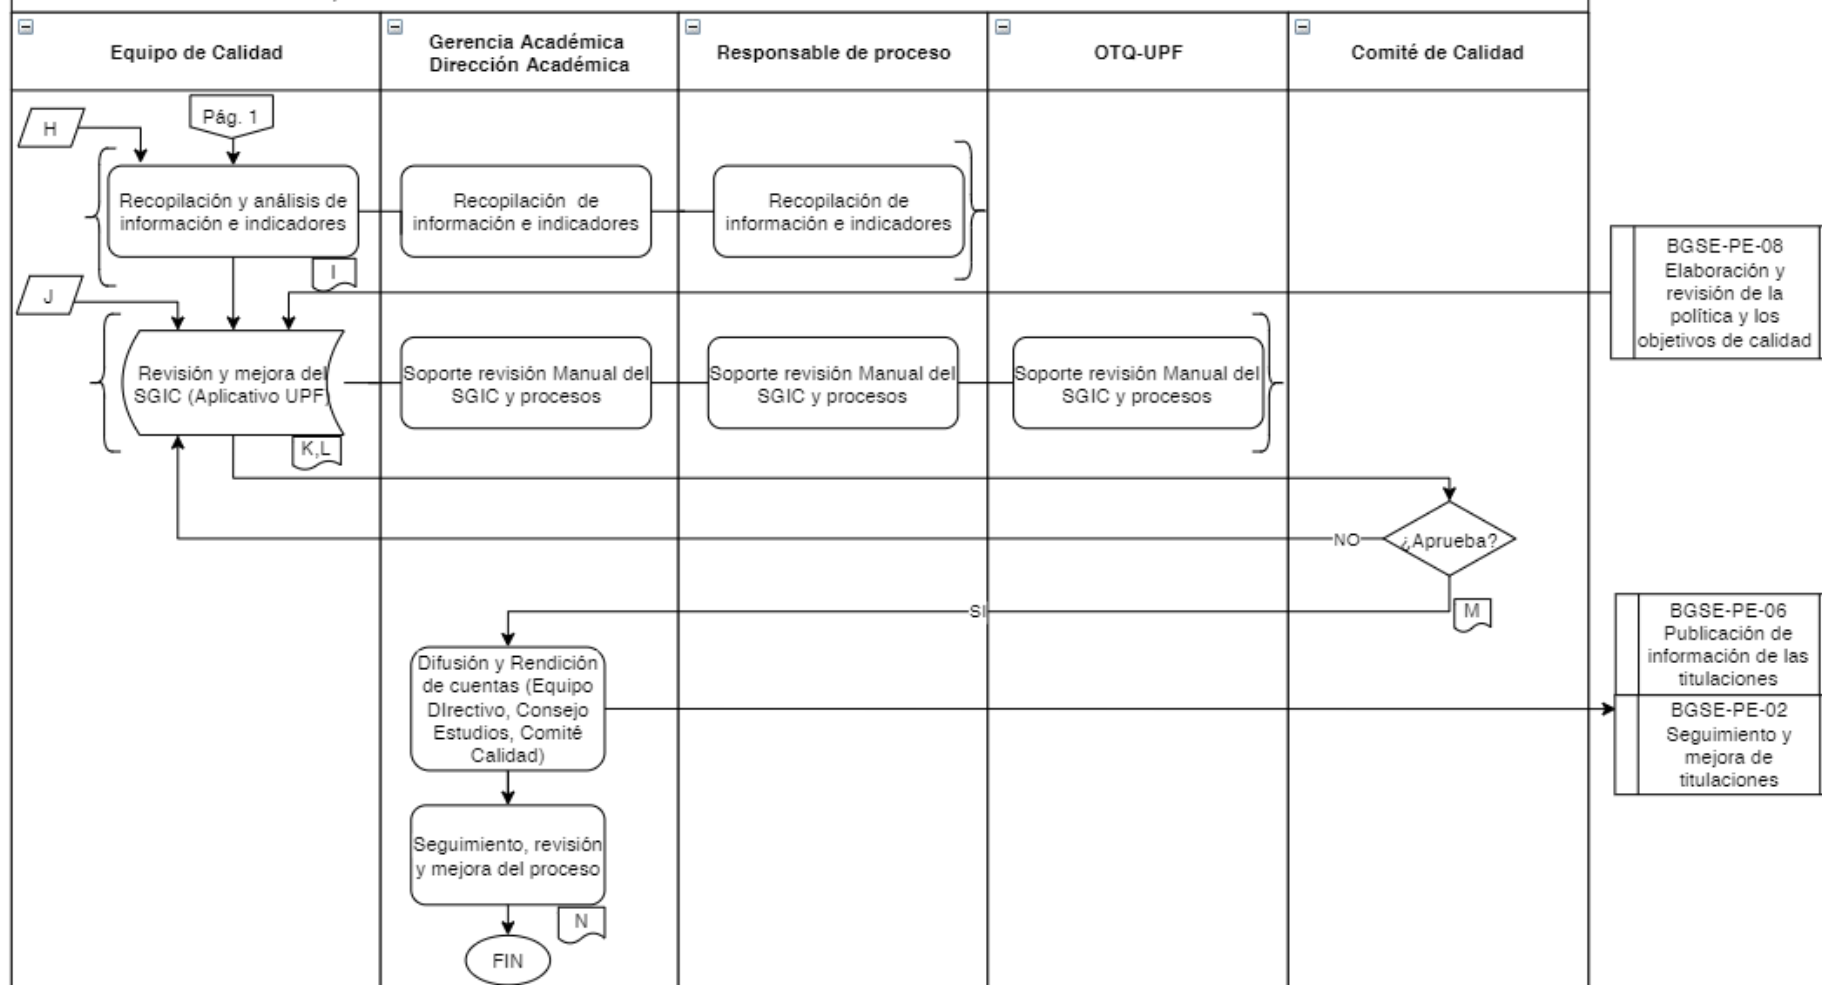 Equipo de Calidad
Gerencia Académica
Dirección Académica
Responsable de proceso
OTQ-UPF
Comité de Calidad
H
Pág. 1
Recopilación y análisis de
información e indicadores
Recopilación de
información e indicadores
Recopilación de
información e indicadores
I
BGSE-PE-08
Elaboración y
revisión de la
política y los
objetivos de calidad
J
Revisión y mejora del
SGIC (Aplicativo UPF)
Soporte revisión Manual del
SGIC y procesos
Soporte revisión Manual del
SGIC y procesos
Soporte revisión Manual del
SGIC y procesos
K,L
NO
¿Aprueba?
SI
M
Difusión y Rendición
de cuentas (Equipo
DIrectivo, Consejo
Estudios, Comité
Calidad)
BGSE-PE-06
Publicación de
información de las
titulaciones
BGSE-PE-02
Seguimiento y
mejora de
titulaciones
Seguimiento, revisión
y mejora del proceso
N
FIN